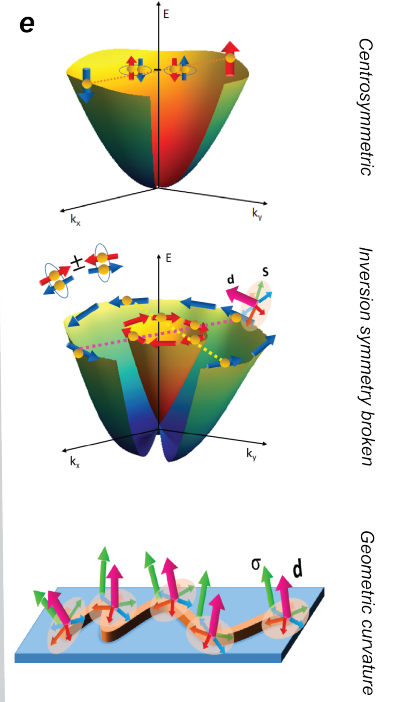 e
E
Centrosymmetric
kx
ky
±
E
d
S
Inversion symmetry broken
kx
ky
σ
d
Geometric curvature